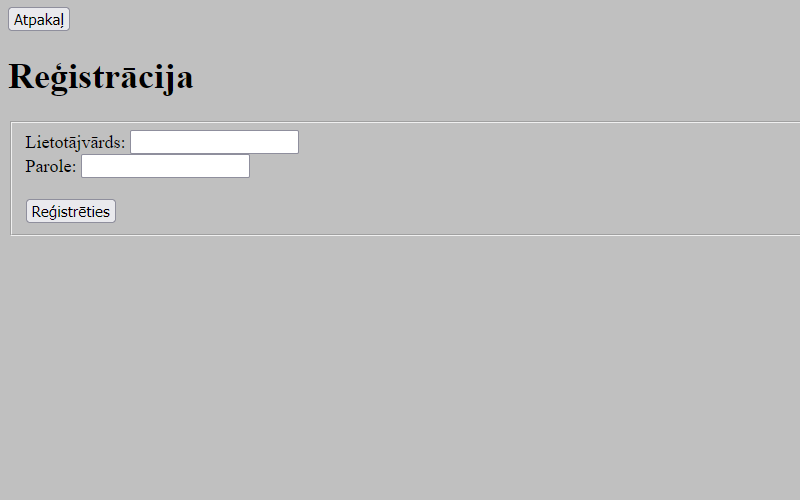 Atpakaļ
Reģistrācija
Lietotājvārds:
Parole:
Reģistrēties